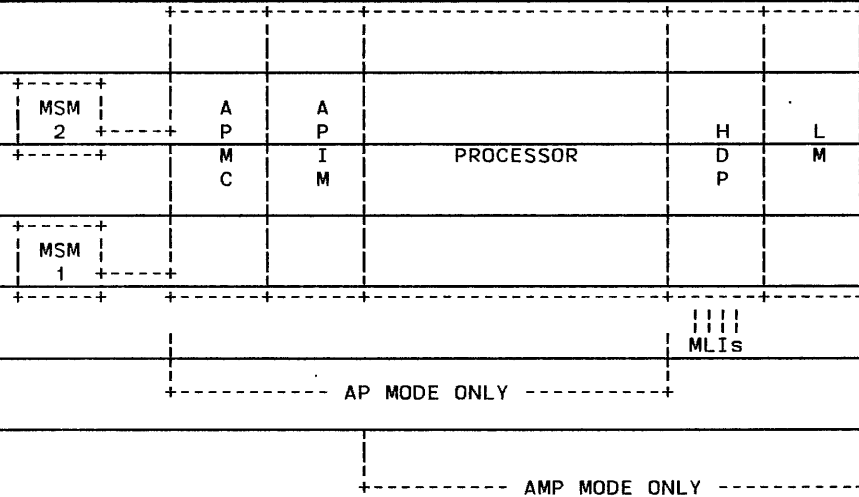 MSM
2
A
P
M
C
A
P
I
M
PROCESSOR
H
D
P
L
M
MSM
1
MLIs
AP MODE ONLY
AMP MODE ONLY